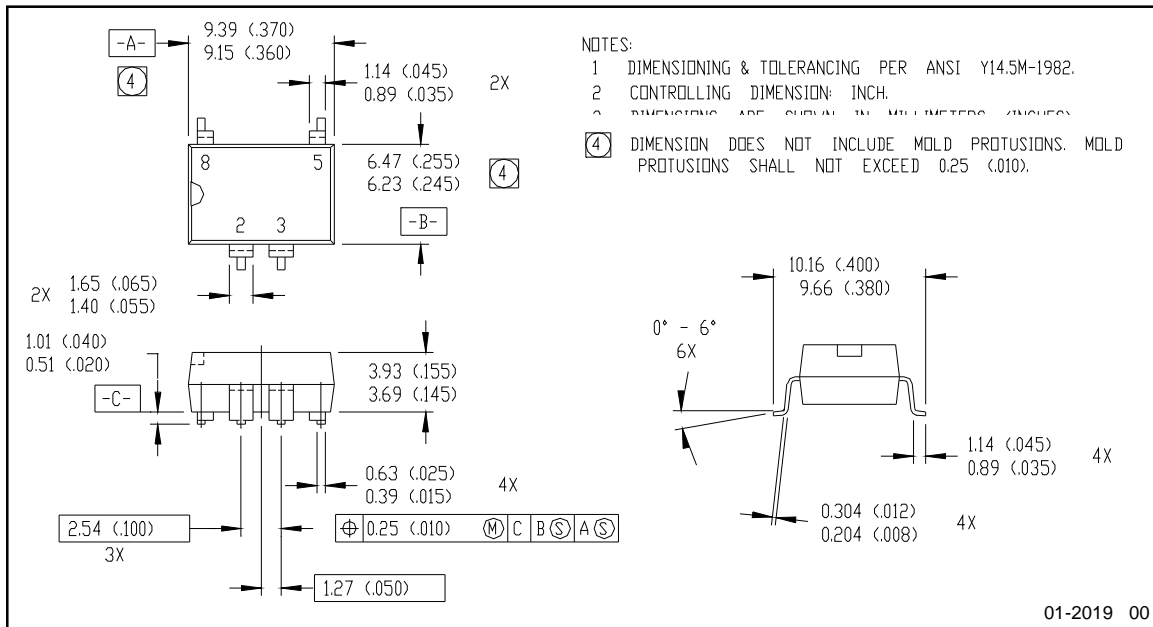 -A-
9.39 (.370)
9.15 (.360)
4
1.14 (.045)
0.89 (.035)
2X
8
5
6.47 (.255)
6.23 (.245)
4
-B-
2 3
2X
1.65 (.065)
1.40 (.055)
1.01 (.040)
0.51 (.020)
-C-
3.93 (.155)
3.69 (.145)
0.63 (.025)
0.39 (.015)
4X
2.54 (.100)
3X
⌖ 0.25 (.010) Ⓜ C B Ⓢ A Ⓢ
1.27 (.050)
NOTES:
1 DIMENSIONING & TOLERANCING PER ANSI Y14.5M-1982.
2 CONTROLLING DIMENSION: INCH.
DIMENSIONS ARE SHOWN IN MILLIMETERS (INCHES)
4 DIMENSION DOES NOT INCLUDE MOLD PROTUSIONS. MOLD
PROTUSIONS SHALL NOT EXCEED 0.25 (.010).
10.16 (.400)
9.66 (.380)
0° - 6°
6X
1.14 (.045)
0.89 (.035)
4X
0.304 (.012)
0.204 (.008)
4X
01-2019 00